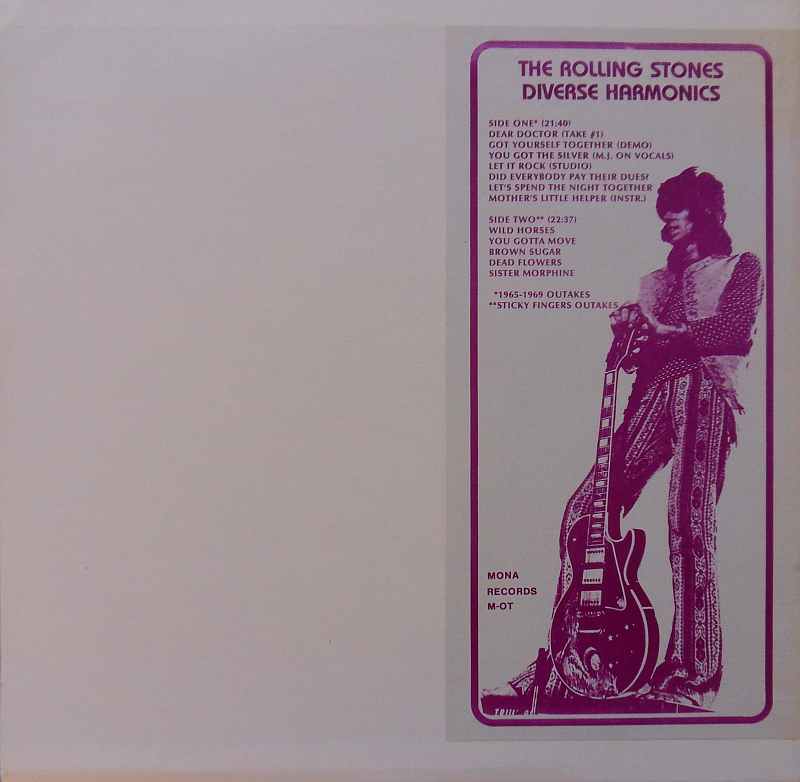 THE ROLLING STONES
DIVERSE HARMONICS
SIDE ONE* (21:40)
DEAR DOCTOR (TAKE #1)
GOT YOURSELF TOGETHER (DEMO)
YOU GOT THE SILVER (M.J. ON VOCALS)
LET IT ROCK (STUDIO)
DID EVERYBODY PAY THEIR DUES?
LET'S SPEND THE NIGHT TOGETHER
MOTHER'S LITTLE HELPER (INSTR.)
SIDE TWO** (22:37)
WILD HORSES
YOU GOTTA MOVE
BROWN SUGAR
DEAD FLOWERS
SISTER MORPHINE
*1965-1969 OUTAKES
**STICKY FINGERS OUTAKES
MONA
RECORDS
M-OT